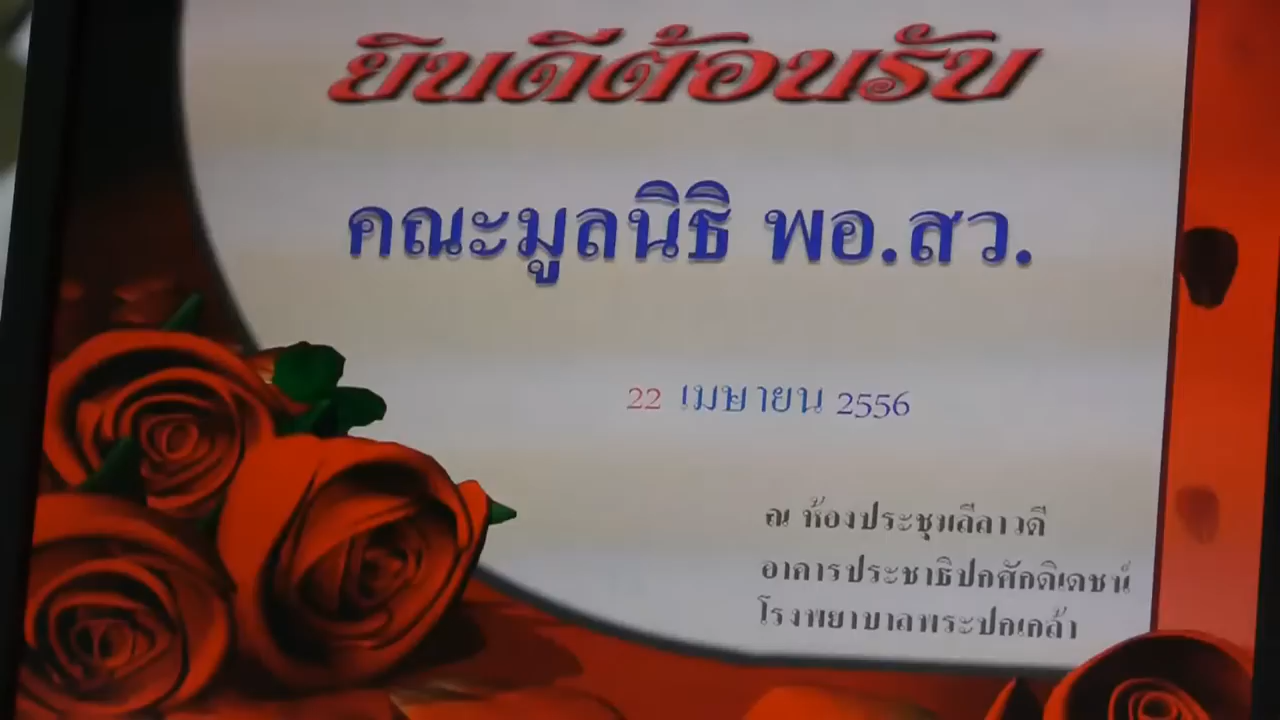 ยินดีต้อนรับ
คณะมูลนิธิ พอ.สว.
22 เมษายน 2556
ณ ห้องประชุมลีลาวดี
อาคารประชาธิปกศักดิเดชน์
โรงพยาบาลพระปกเกล้า